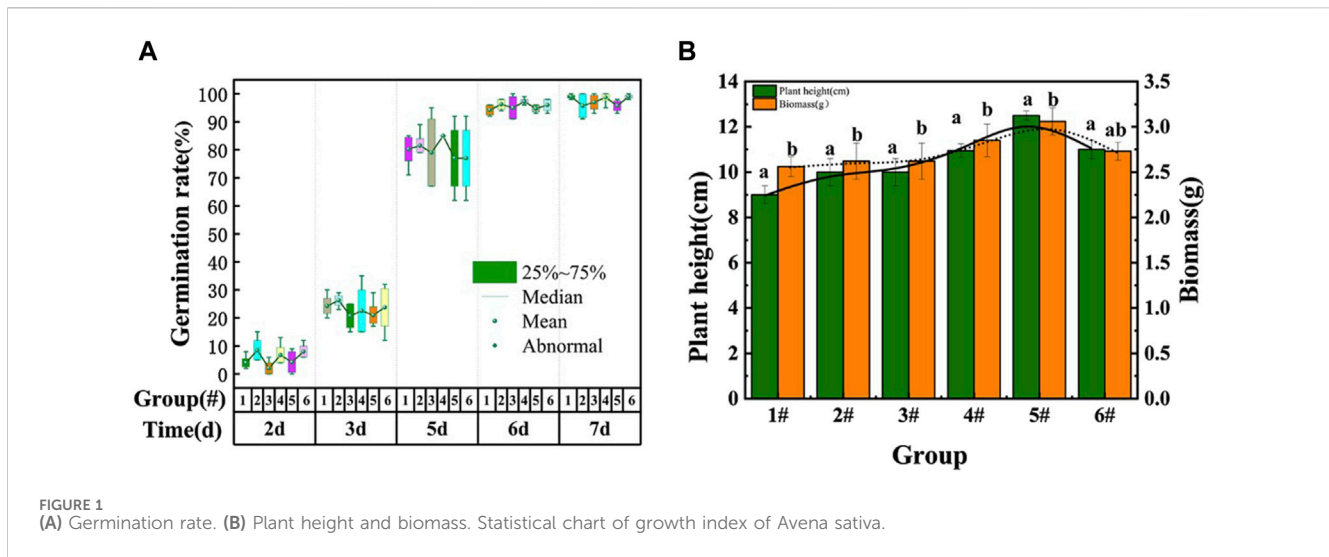 A
Germination rate(%)
100
90
80
70
60
50
40
30
20
10
0
25%~75%
Median
Mean
Abnormal
Group(#) 1 2 3 4 5 6 1 2 3 4 5 6 1 2 3 4 5 6 1 2 3 4 5 6 1 2 3 4 5 6
Time(d) 2d 3d 5d 6d 7d
B
Plant height(cm)
14
12
10
8
6
4
2
0
Plant height(cm)
Biomass(g)
a b a b a b a b a b a ab
3.5
3.0
2.5
2.0
1.5
1.0
0.5
0.0
Biomass(g)
1# 2# 3# 4# 5# 6#
Group
FIGURE 1
(A) Germination rate. (B) Plant height and biomass. Statistical chart of growth index of Avena sativa.